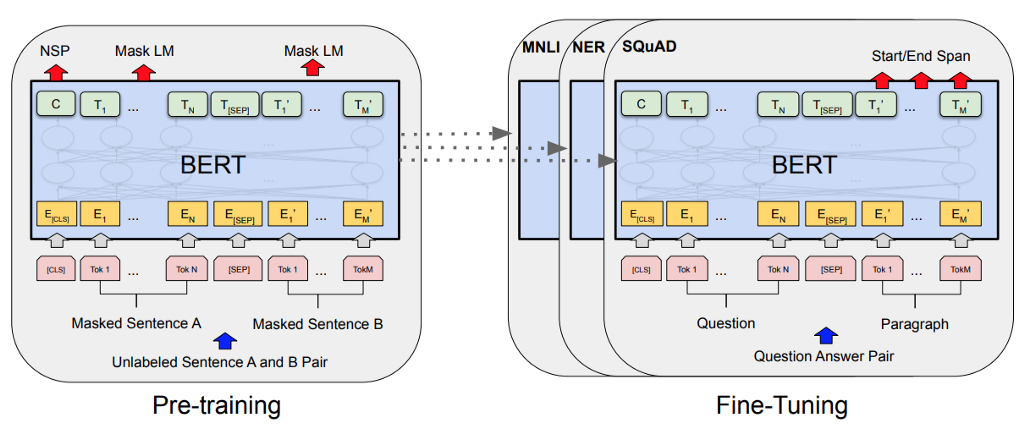 NSP Mask LM Mask LM
C T1 ... TN T[SEP] T1' ... TM'
...
BERT
...
E[CLS] E1 ... EN E[SEP] E1' ... EM'
[CLS] Tok 1 ... Tok N [SEP] Tok 1 ... TokM
Masked Sentence A Masked Sentence B
Unlabeled Sentence A and B Pair
Pre-training
MNLI NER SQuAD
Start/End Span
C T1 ... TN T[SEP] T1' ... TM'
...
BERT
...
E[CLS] E1 ... EN E[SEP] E1' ... EM'
[CLS] Tok 1 ... Tok N [SEP] Tok 1 ... TokM
Question Paragraph
Question Answer Pair
Fine-Tuning